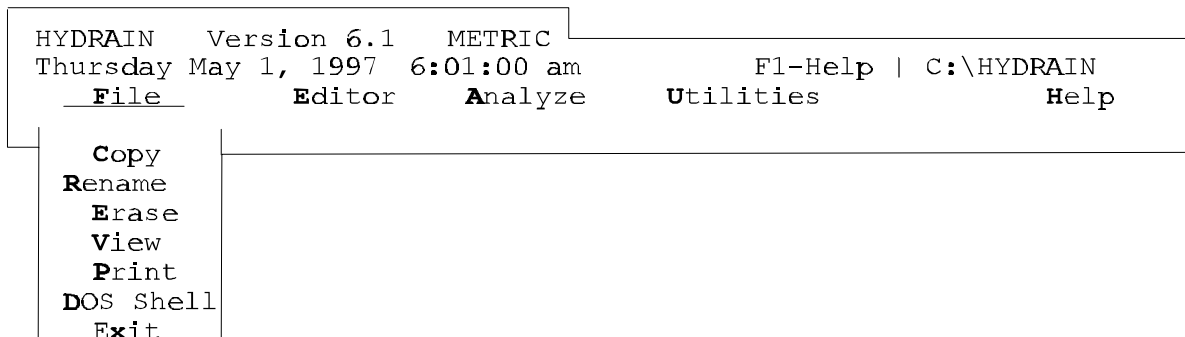 HYDRAIN Version 6.1 METRIC
Thursday May 1, 1997 6:01:00 am F1-Help | C:\HYDRAIN
File Editor Analyze Utilities Help
Copy
Rename
Erase
View
Print
DOS Shell
Exit